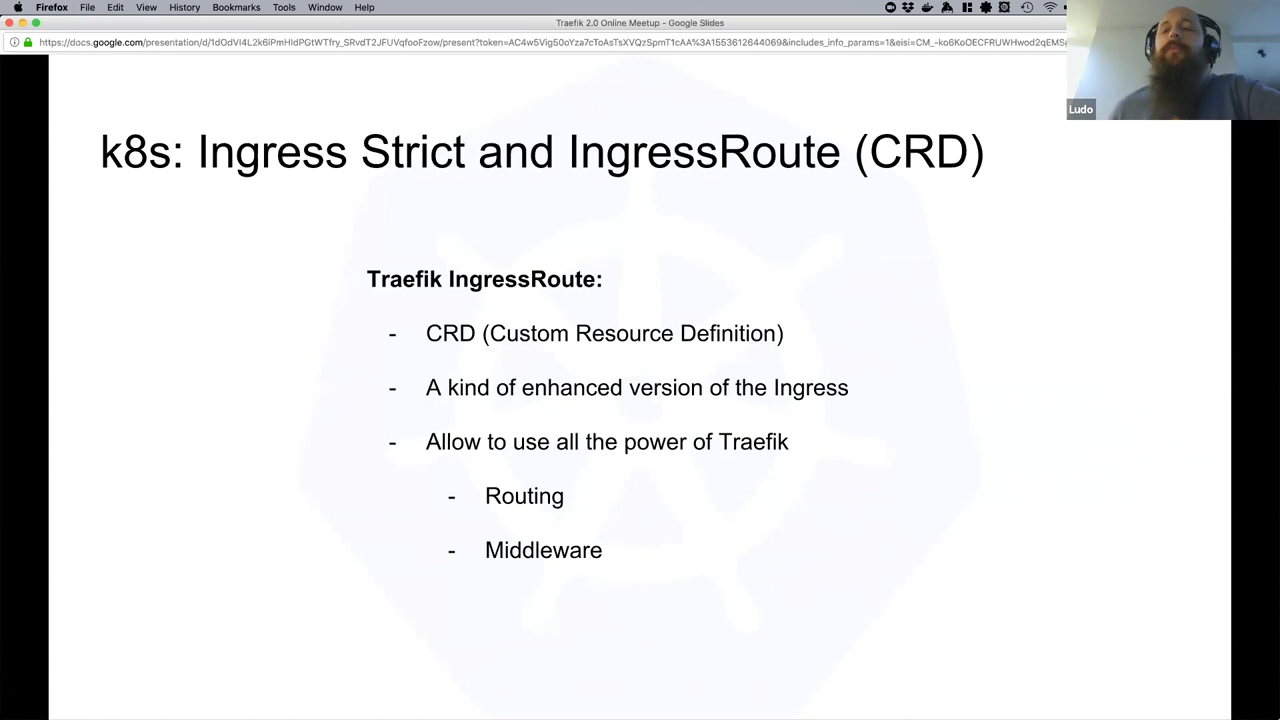 Firefox File Edit View History Bookmarks Tools Window Help
Traefik 2.0 Online Meetup - Google Slides
Ludo
k8s: Ingress Strict and IngressRoute (CRD)
Traefik IngressRoute:
- CRD (Custom Resource Definition)
- A kind of enhanced version of the Ingress
- Allow to use all the power of Traefik
- Routing
- Middleware